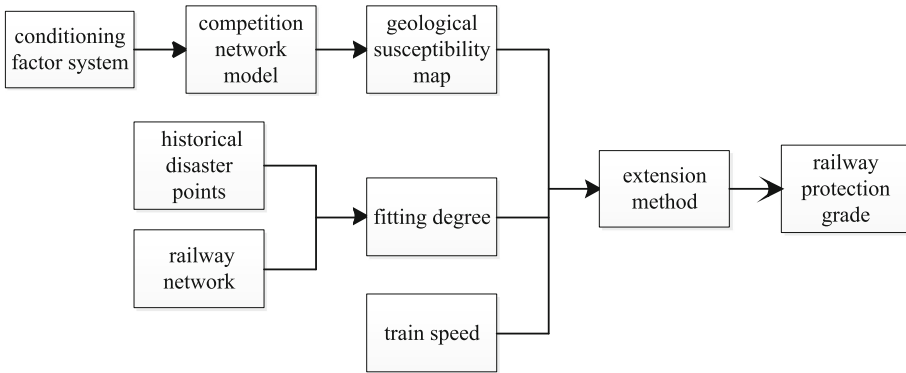 conditioning
factor system
competition
network
model
geological
susceptibility
map
historical
disaster
points
railway
network
fitting degree
train speed
extension
method
railway
protection
grade